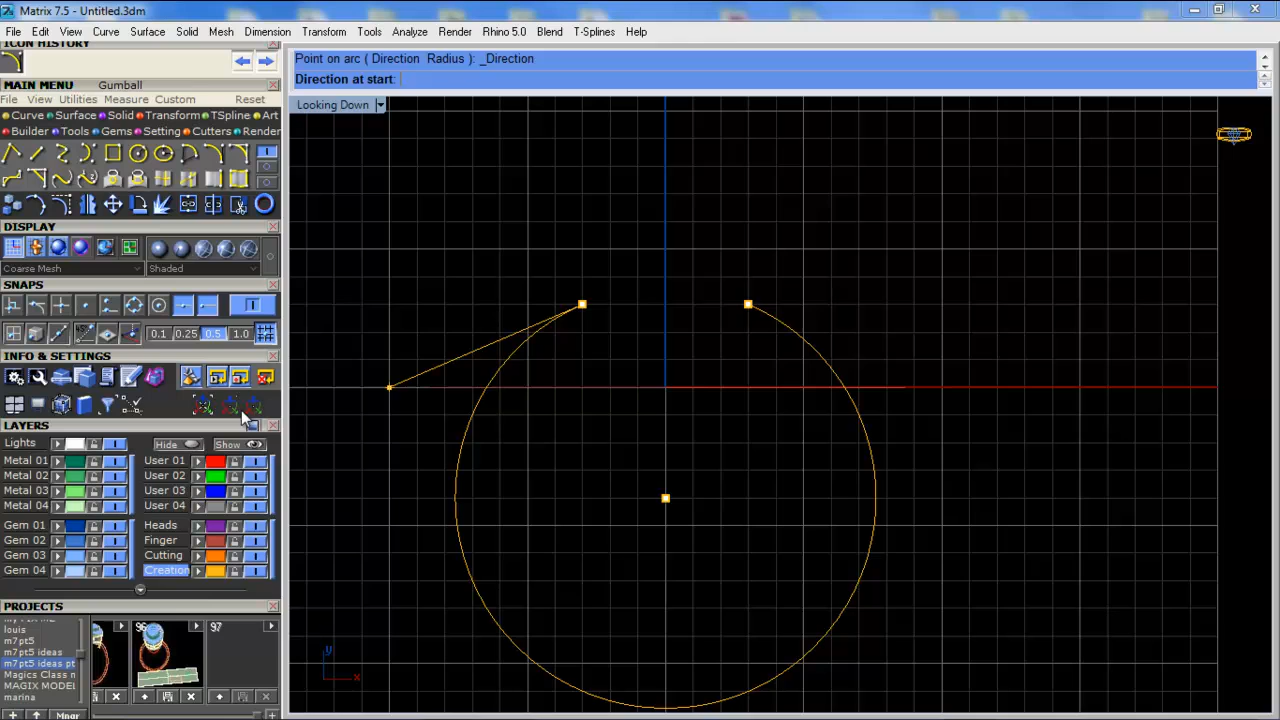 Matrix 7.5 - Untitled.3dm
File Edit View Curve Surface Solid Mesh Dimension Transform Tools Analyze Render Rhino 5.0 Blend T-Splines Help
ICON HISTORY
Point on arc ( Direction Radius ): _Direction
Direction at start:
MAIN MENU Gumball
File View Utilities Measure Custom Reset
Curve Surface Solid Transform TSpline Art
Builder Tools Gems Setting Cutters Render
Looking Down
DISPLAY
Coarse Mesh Shaded
SNAPS
0.1 0.25 0.5 1.0
INFO & SETTINGS
LAYERS
Lights Hide Show
Metal 01 User 01
Metal 02 User 02
Metal 03 User 03
Metal 04 User 04
Gem 01 Heads
Gem 02 Finger
Gem 03 Cutting
Gem 04 Creation
PROJECTS
louis
m7pt5
m7pt5 ideas
m7pt5 ideas pt
Magics Class n
MAGIX MODEL
marina
96 97
Mngr
y
x